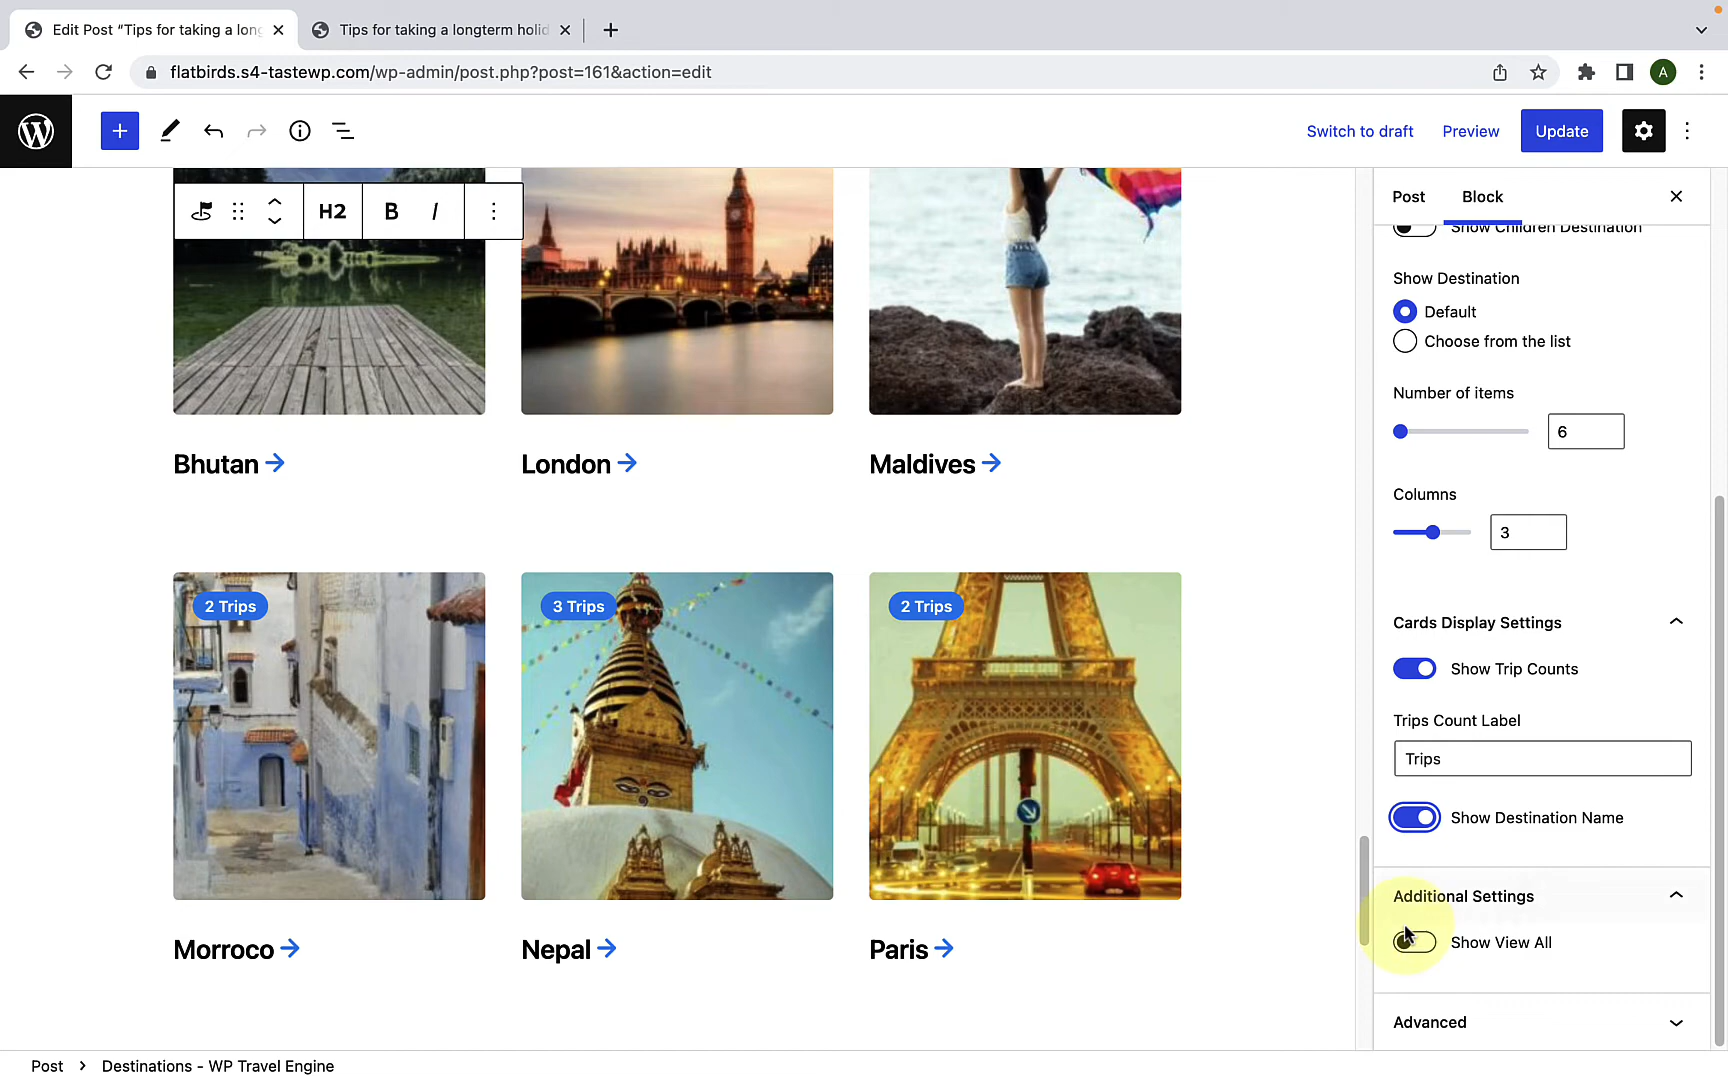 Edit Post “Tips for taking a long
Tips for taking a longterm holid
flatbirds.s4-tastewp.com/wp-admin/post.php?post=161&action=edit
A
Switch to draft
Preview
Update
H2
B
I
Post
Block
Show Children Destination
Show Destination
Default
Choose from the list
Number of items
6
Bhutan
London
Maldives
Columns
3
2 Trips
3 Trips
2 Trips
Cards Display Settings
Show Trip Counts
Trips Count Label
Trips
Show Destination Name
Additional Settings
Show View All
Morroco
Nepal
Paris
Advanced
Post
Destinations - WP Travel Engine